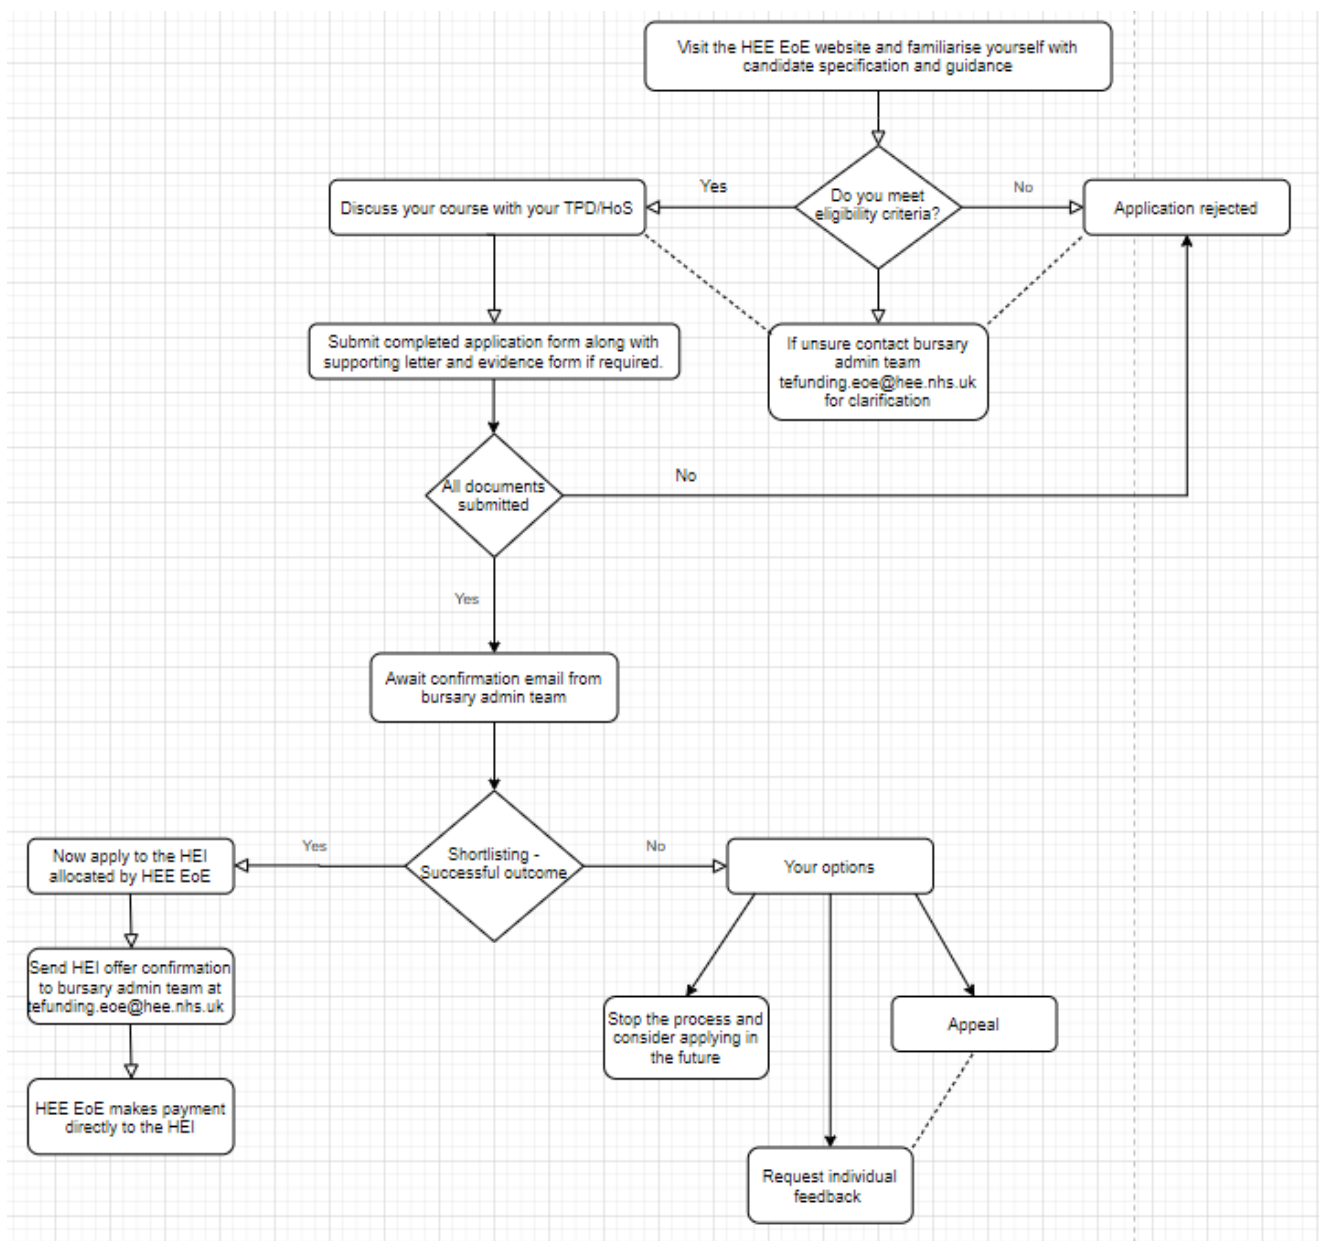 Visit the HEE EoE website and familiarise yourself with
candidate specification and guidance
Do you meet
eligibility criteria?
Yes
No
Discuss your course with your TPD/HoS
Application rejected
Submit completed application form along with
supporting letter and evidence form if required.
If unsure contact bursary
admin team
tefunding.eoe@hee.nhs.uk
for clarification
All documents
submitted
No
Yes
Await confirmation email from
bursary admin team
Shortlisting -
Successful outcome
Yes
No
Now apply to the HEI
allocated by HEE EoE
Your options
Send HEI offer confirmation
to bursary admin team at
tefunding.eoe@hee.nhs.uk
HEE EoE makes payment
directly to the HEI
Stop the process and
consider applying in
the future
Appeal
Request individual
feedback